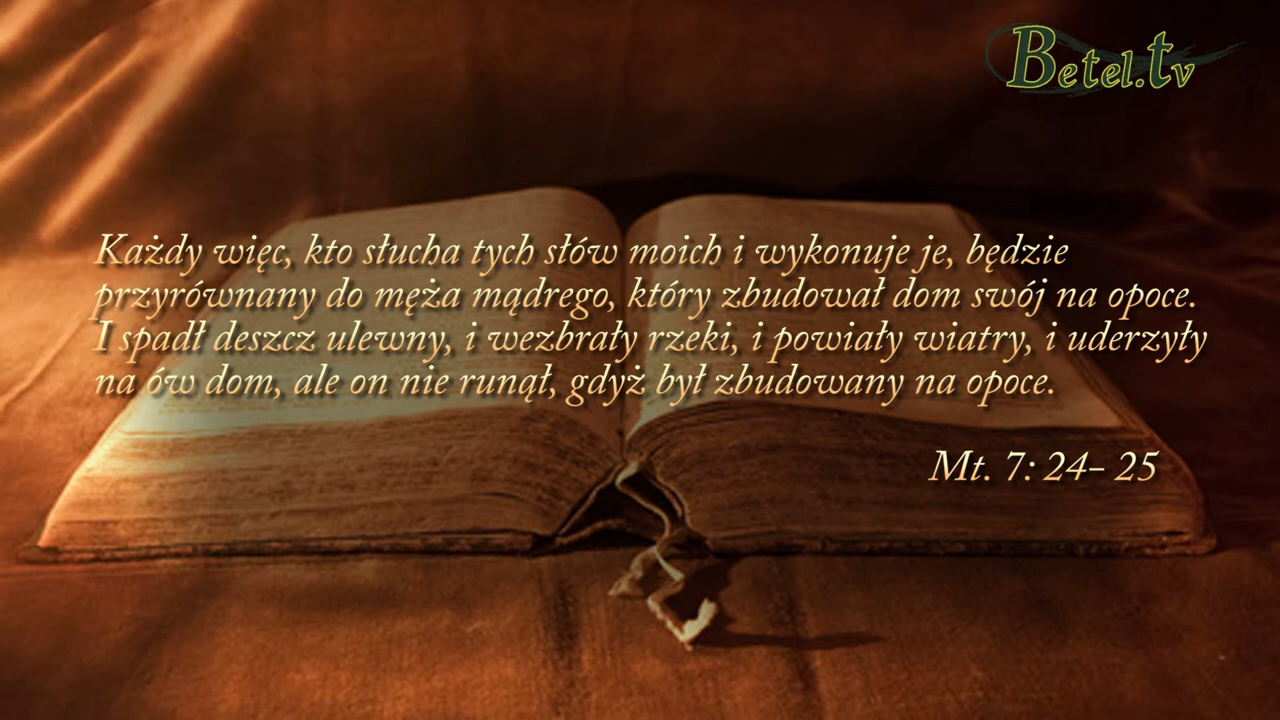 Betel.tv
Każdy więc, kto słucha tych słów moich i wykonuje je, będzie
przyrównany do męża mądrego, który zbudował dom swój na opoce.
I spadł deszcz ulewny, i wezbrały rzeki, i powiały wiatry, i uderzyły
na ów dom, ale on nie runął, gdyż był zbudowany na opoce.
Mt. 7: 24- 25